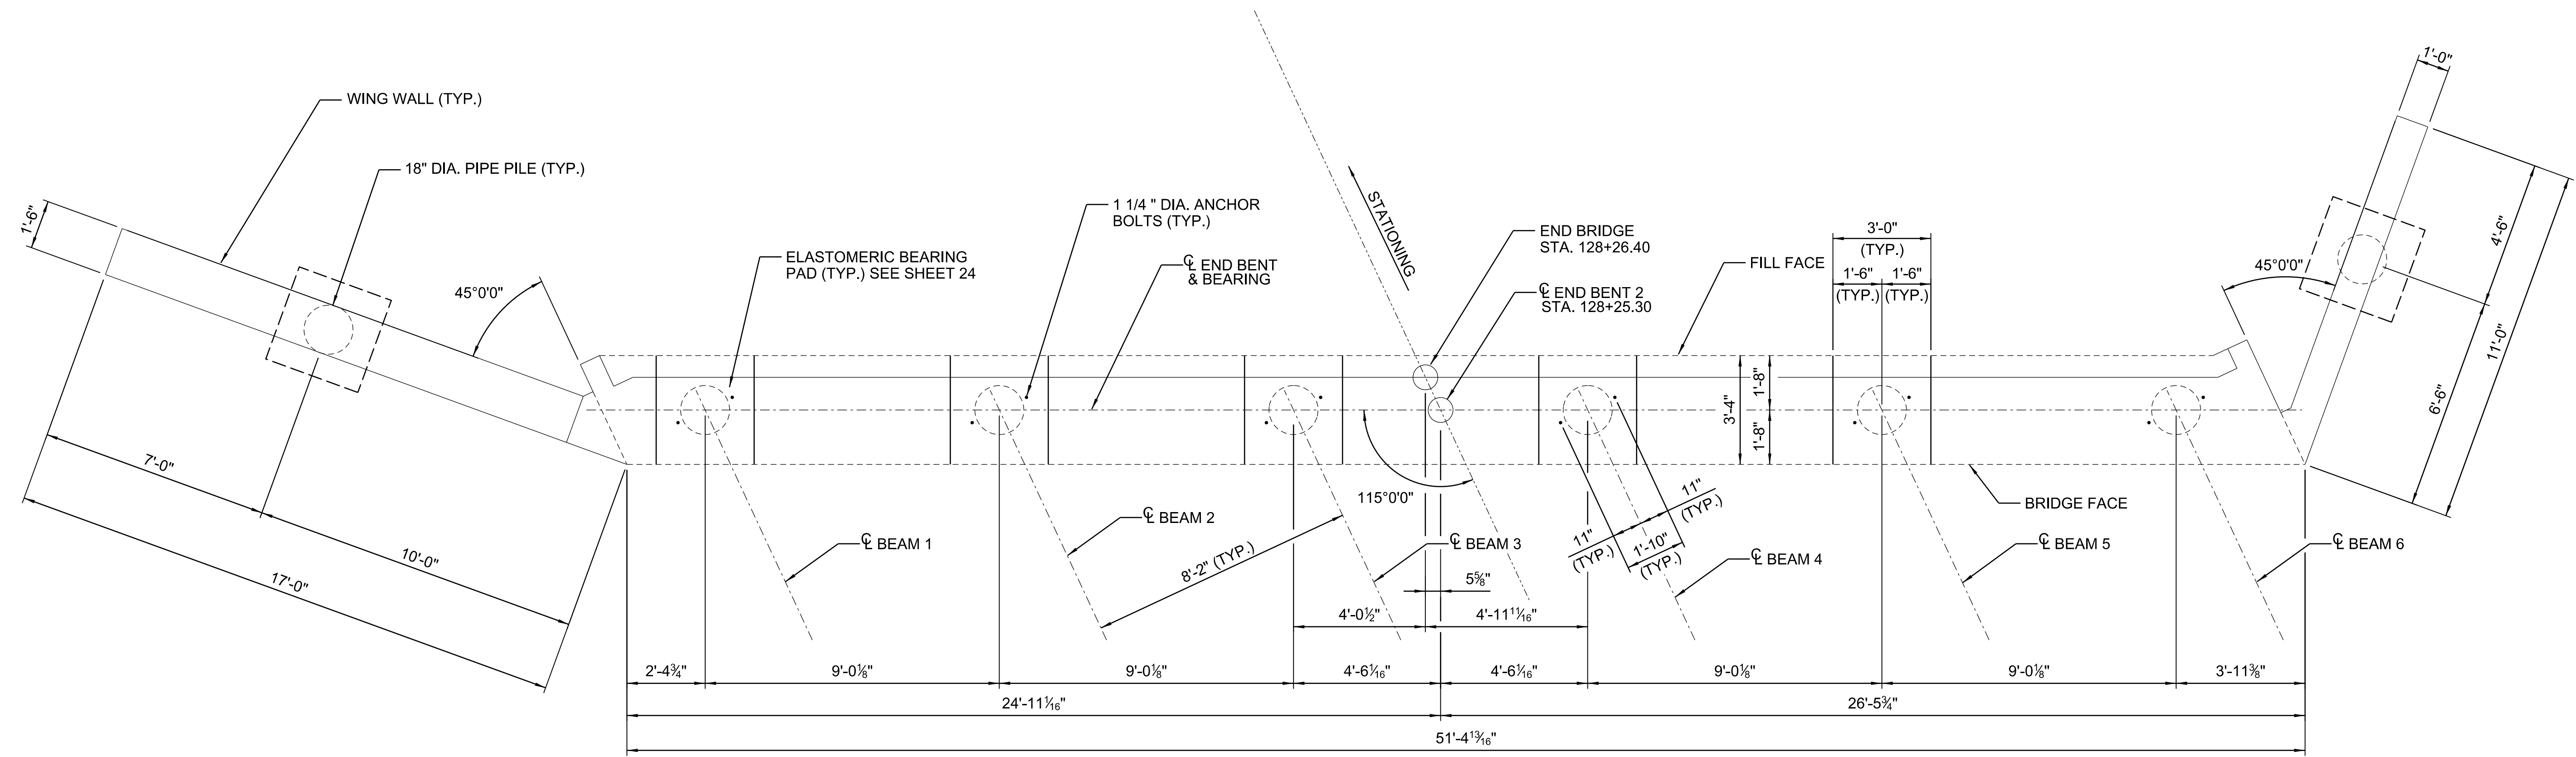 WING WALL (TYP.)
18" DIA. PIPE PILE (TYP.)
1'-6"
45°0'0"
ELASTOMERIC BEARING
PAD (TYP.) SEE SHEET 24
1 1/4 " DIA. ANCHOR
BOLTS (TYP.)
℄ END BENT
& BEARING
STATIONING
END BRIDGE
STA. 128+26.40
℄ END BENT 2
STA. 128+25.30
FILL FACE
3'-0"
(TYP.)
1'-6" 1'-6"
(TYP.) (TYP.)
45°0'0"
1'-0"
4'-6"
6'-6"
11'-0"
3'-4"
1'-8"
1'-8"
115°0'0"
BRIDGE FACE
7'-0"
10'-0"
17'-0"
℄ BEAM 1
℄ BEAM 2
8'-2" (TYP.)
℄ BEAM 3
11"
(TYP.)
1'-10"
(TYP.)
11"
(TYP.)
℄ BEAM 4
℄ BEAM 5
℄ BEAM 6
5⅝"
4'-0½" 4'-11¹¹⁄₁₆"
2'-4¾" 9'-0⅛" 9'-0⅛" 4'-6¹⁄₁₆" 4'-6¹⁄₁₆" 9'-0⅛" 9'-0⅛" 3'-11⅜"
24'-11¹⁄₁₆" 26'-5¾"
51'-4¹³⁄₁₆"